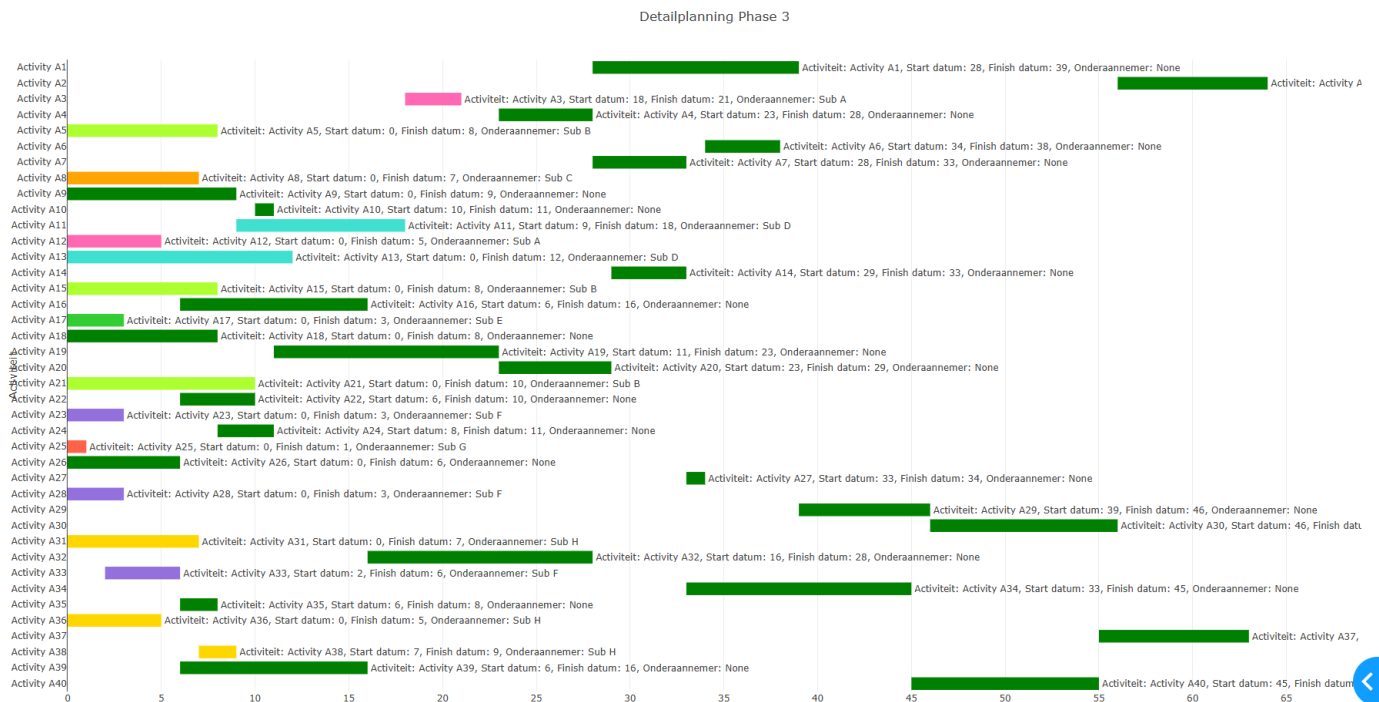 Detailplanning Phase 3
Activiteit
Activity A1 Activiteit: Activity A1, Start datum: 28, Finish datum: 39, Onderaannemer: None
Activity A2 Activiteit: Activity A
Activity A3 Activiteit: Activity A3, Start datum: 18, Finish datum: 21, Onderaannemer: Sub A
Activity A4 Activiteit: Activity A4, Start datum: 23, Finish datum: 28, Onderaannemer: None
Activity A5 Activiteit: Activity A5, Start datum: 0, Finish datum: 8, Onderaannemer: Sub B
Activity A6 Activiteit: Activity A6, Start datum: 34, Finish datum: 38, Onderaannemer: None
Activity A7 Activiteit: Activity A7, Start datum: 28, Finish datum: 33, Onderaannemer: None
Activity A8 Activiteit: Activity A8, Start datum: 0, Finish datum: 7, Onderaannemer: Sub C
Activity A9 Activiteit: Activity A9, Start datum: 0, Finish datum: 9, Onderaannemer: None
Activity A10 Activiteit: Activity A10, Start datum: 10, Finish datum: 11, Onderaannemer: None
Activity A11 Activiteit: Activity A11, Start datum: 9, Finish datum: 18, Onderaannemer: Sub D
Activity A12 Activiteit: Activity A12, Start datum: 0, Finish datum: 5, Onderaannemer: Sub A
Activity A13 Activiteit: Activity A13, Start datum: 0, Finish datum: 12, Onderaannemer: Sub D
Activity A14 Activiteit: Activity A14, Start datum: 29, Finish datum: 33, Onderaannemer: None
Activity A15 Activiteit: Activity A15, Start datum: 0, Finish datum: 8, Onderaannemer: Sub B
Activity A16 Activiteit: Activity A16, Start datum: 6, Finish datum: 16, Onderaannemer: None
Activity A17 Activiteit: Activity A17, Start datum: 0, Finish datum: 3, Onderaannemer: Sub E
Activity A18 Activiteit: Activity A18, Start datum: 0, Finish datum: 8, Onderaannemer: None
Activity A19 Activiteit: Activity A19, Start datum: 11, Finish datum: 23, Onderaannemer: None
Activity A20 Activiteit: Activity A20, Start datum: 23, Finish datum: 29, Onderaannemer: None
Activity A21 Activiteit: Activity A21, Start datum: 0, Finish datum: 10, Onderaannemer: Sub B
Activity A22 Activiteit: Activity A22, Start datum: 6, Finish datum: 10, Onderaannemer: None
Activity A23 Activiteit: Activity A23, Start datum: 0, Finish datum: 3, Onderaannemer: Sub F
Activity A24 Activiteit: Activity A24, Start datum: 8, Finish datum: 11, Onderaannemer: None
Activity A25 Activiteit: Activity A25, Start datum: 0, Finish datum: 1, Onderaannemer: Sub G
Activity A26 Activiteit: Activity A26, Start datum: 0, Finish datum: 6, Onderaannemer: None
Activity A27 Activiteit: Activity A27, Start datum: 33, Finish datum: 34, Onderaannemer: None
Activity A28 Activiteit: Activity A28, Start datum: 0, Finish datum: 3, Onderaannemer: Sub F
Activity A29 Activiteit: Activity A29, Start datum: 39, Finish datum: 46, Onderaannemer: None
Activity A30 Activiteit: Activity A30, Start datum: 46, Finish datu
Activity A31 Activiteit: Activity A31, Start datum: 0, Finish datum: 7, Onderaannemer: Sub H
Activity A32 Activiteit: Activity A32, Start datum: 16, Finish datum: 28, Onderaannemer: None
Activity A33 Activiteit: Activity A33, Start datum: 2, Finish datum: 6, Onderaannemer: Sub F
Activity A34 Activiteit: Activity A34, Start datum: 33, Finish datum: 45, Onderaannemer: None
Activity A35 Activiteit: Activity A35, Start datum: 6, Finish datum: 8, Onderaannemer: None
Activity A36 Activiteit: Activity A36, Start datum: 0, Finish datum: 5, Onderaannemer: Sub H
Activity A37 Activiteit: Activity A37,
Activity A38 Activiteit: Activity A38, Start datum: 7, Finish datum: 9, Onderaannemer: Sub H
Activity A39 Activiteit: Activity A39, Start datum: 6, Finish datum: 16, Onderaannemer: None
Activity A40 Activiteit: Activity A40, Start datum: 45, Finish datum
0 5 10 15 20 25 30 35 40 45 50 55 60 65